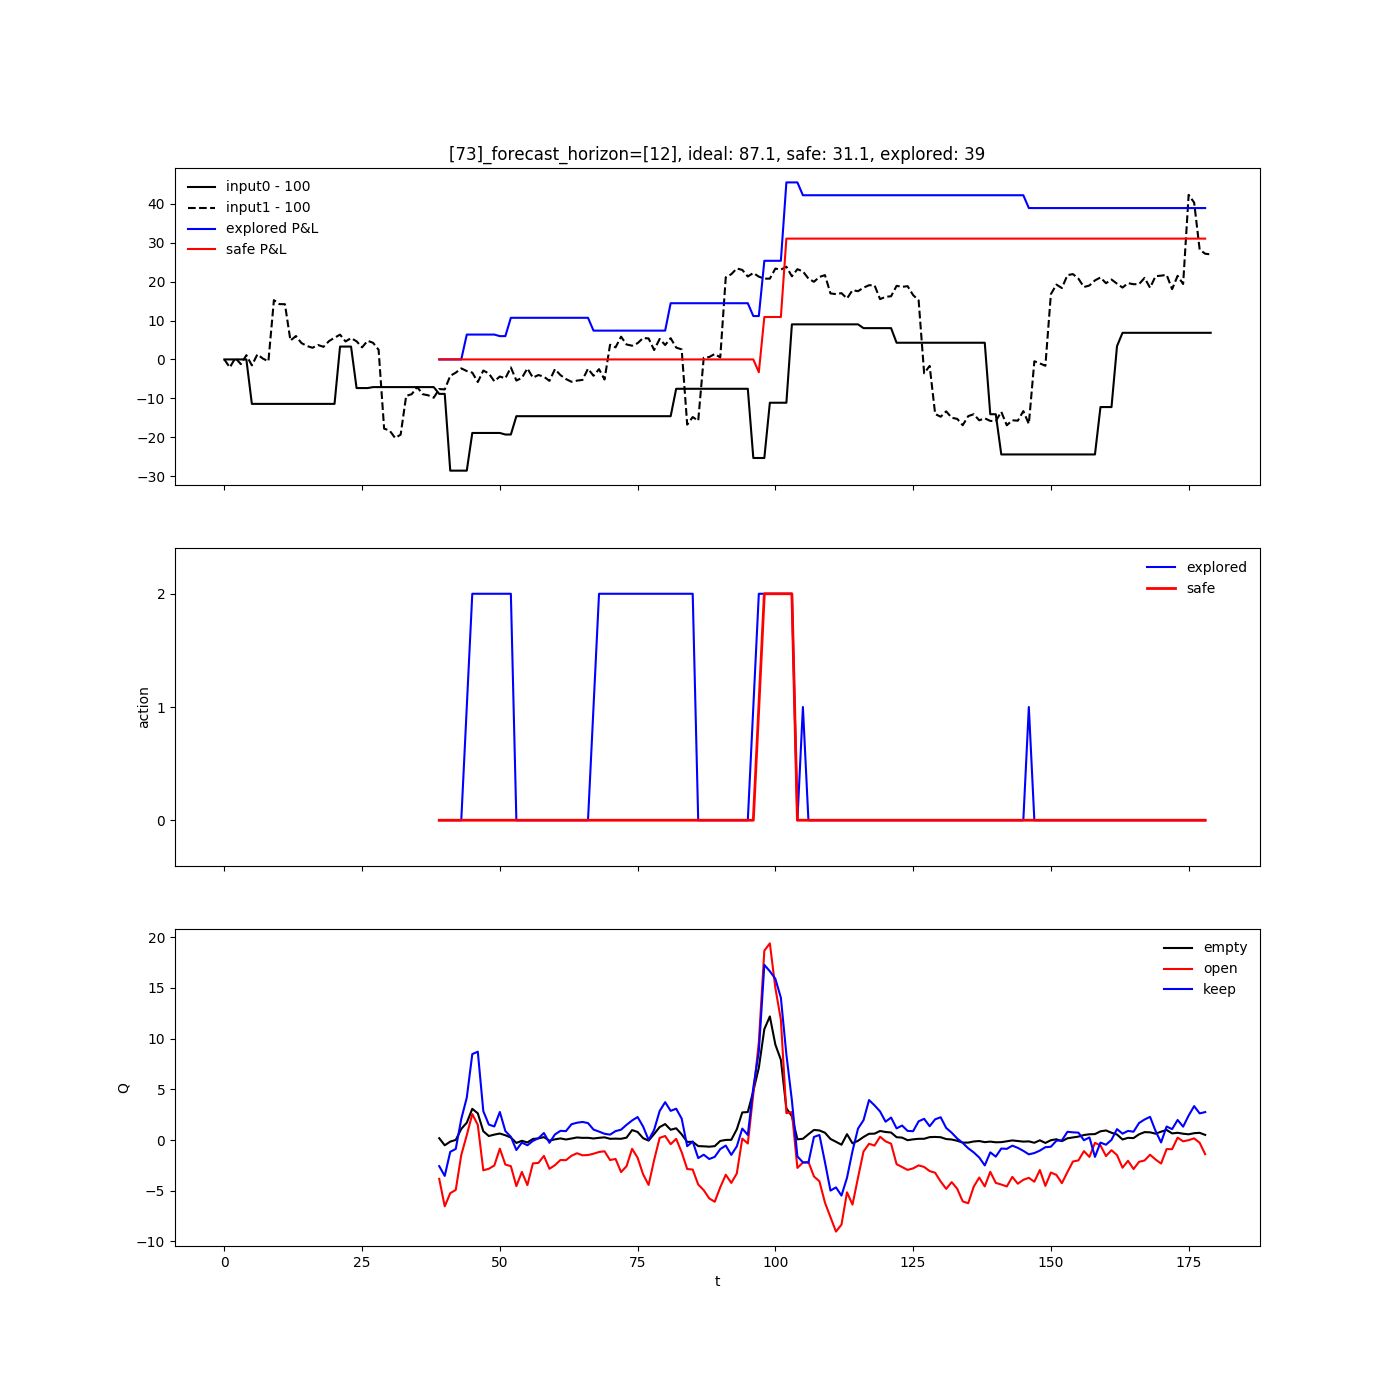 [73]_forecast_horizon=[12], ideal: 87.1, safe: 31.1, explored: 39
input0 - 100
input1 - 100
explored P&L
safe P&L
40
30
20
10
0
−10
−20
−30
explored
safe
2
1
0
action
empty
open
keep
20
15
10
5
0
−5
−10
Q
0 25 50 75 100 125 150 175
t